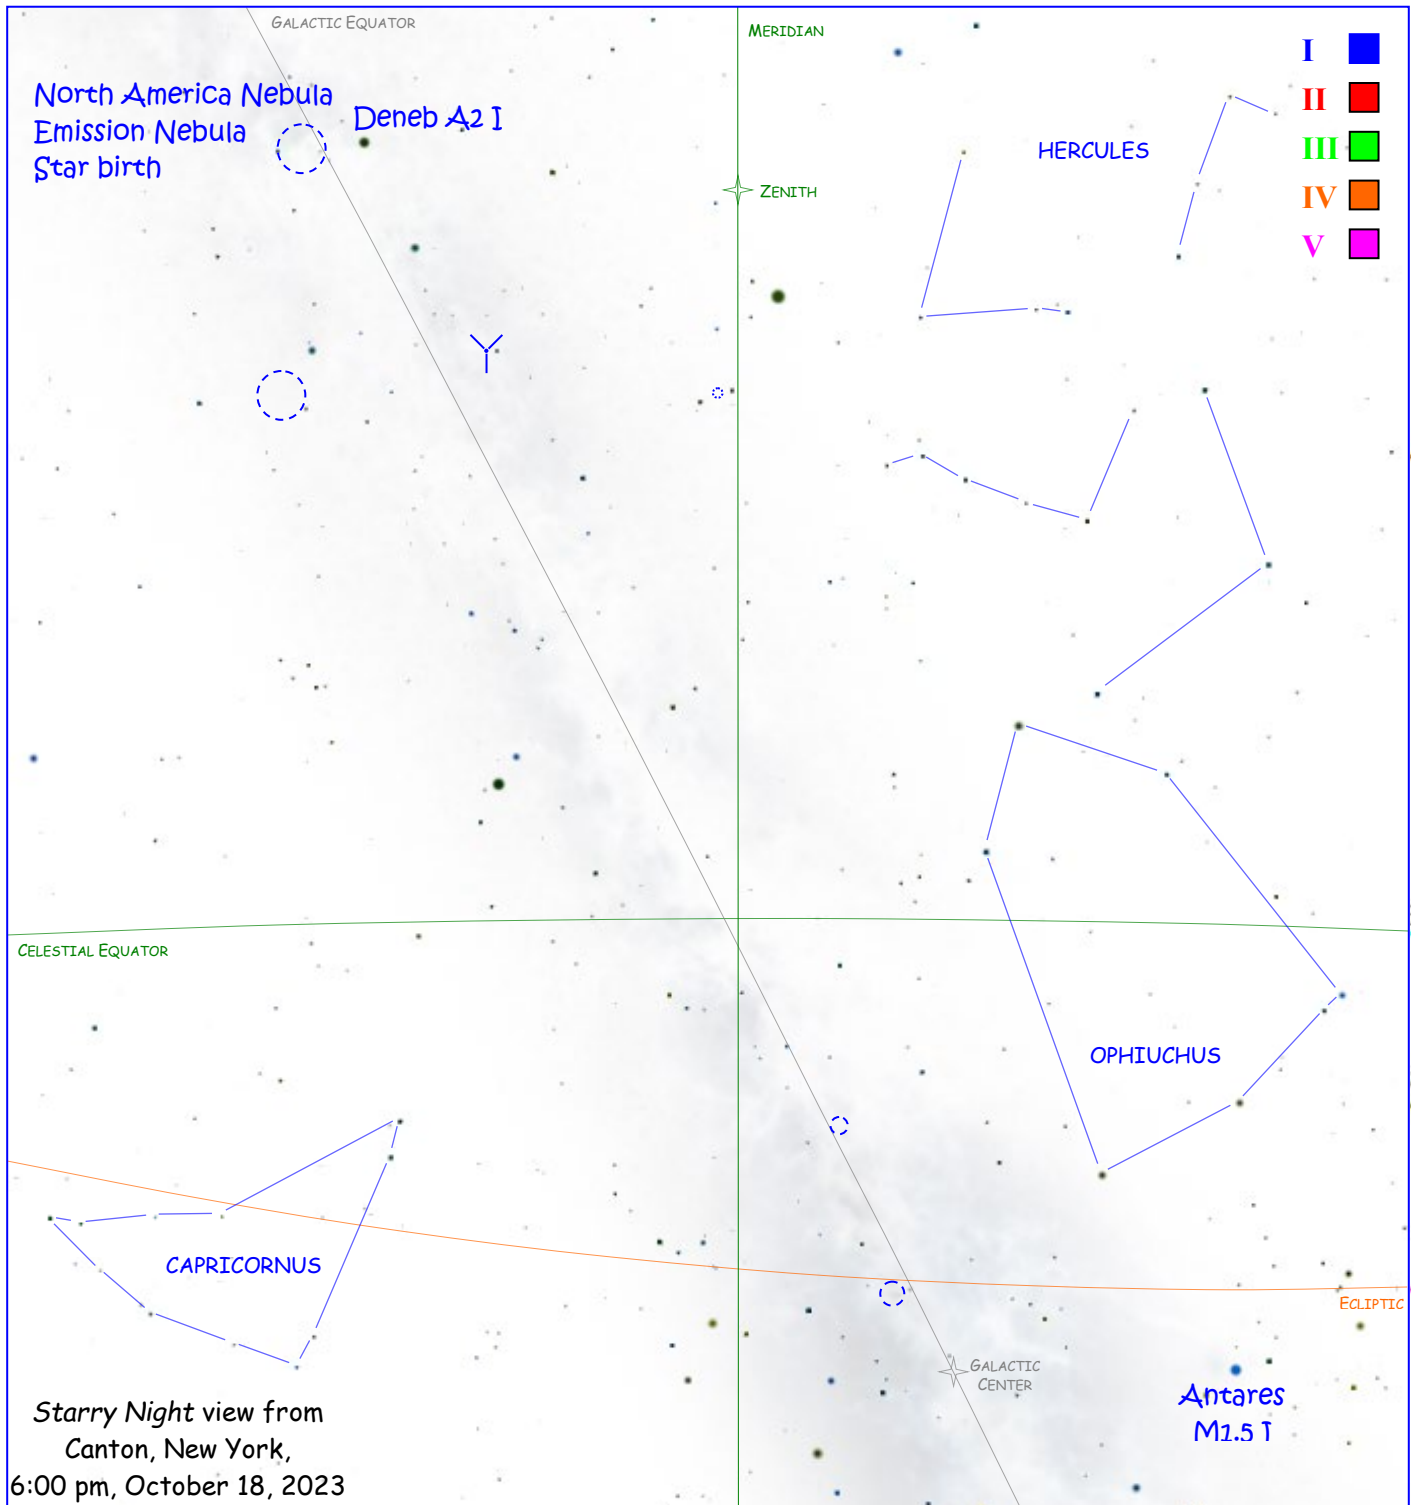 GALACTIC EQUATOR
MERIDIAN
I
II
III
IV
V
North America Nebula
Emission Nebula
Star birth
Deneb A2 I
HERCULES
ZENITH
CELESTIAL EQUATOR
OPHIUCHUS
CAPRICORNUS
ECLIPTIC
GALACTIC
CENTER
Antares
M1.5 I
Starry Night view from
Canton, New York,
6:00 pm, October 18, 2023